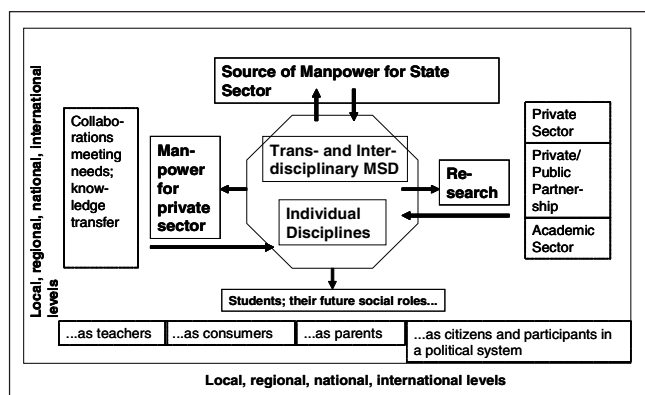 Source of Manpower for State
Sector
Local, regional, national, international
levels
Collabo-
rations
meeting
needs;
know-
ledge
transfer
Man-
power
for
private
sector
Trans- and Inter-
disciplinary MSD
Individual
Disciplines
Re-
search
Private
Sector
Private/
Public
Partner-
ship
Academic
Sector
Students; their future social roles...
...as teachers
...as consumers
...as parents
...as citizens and participants in
a political system
Local, regional, national, international levels